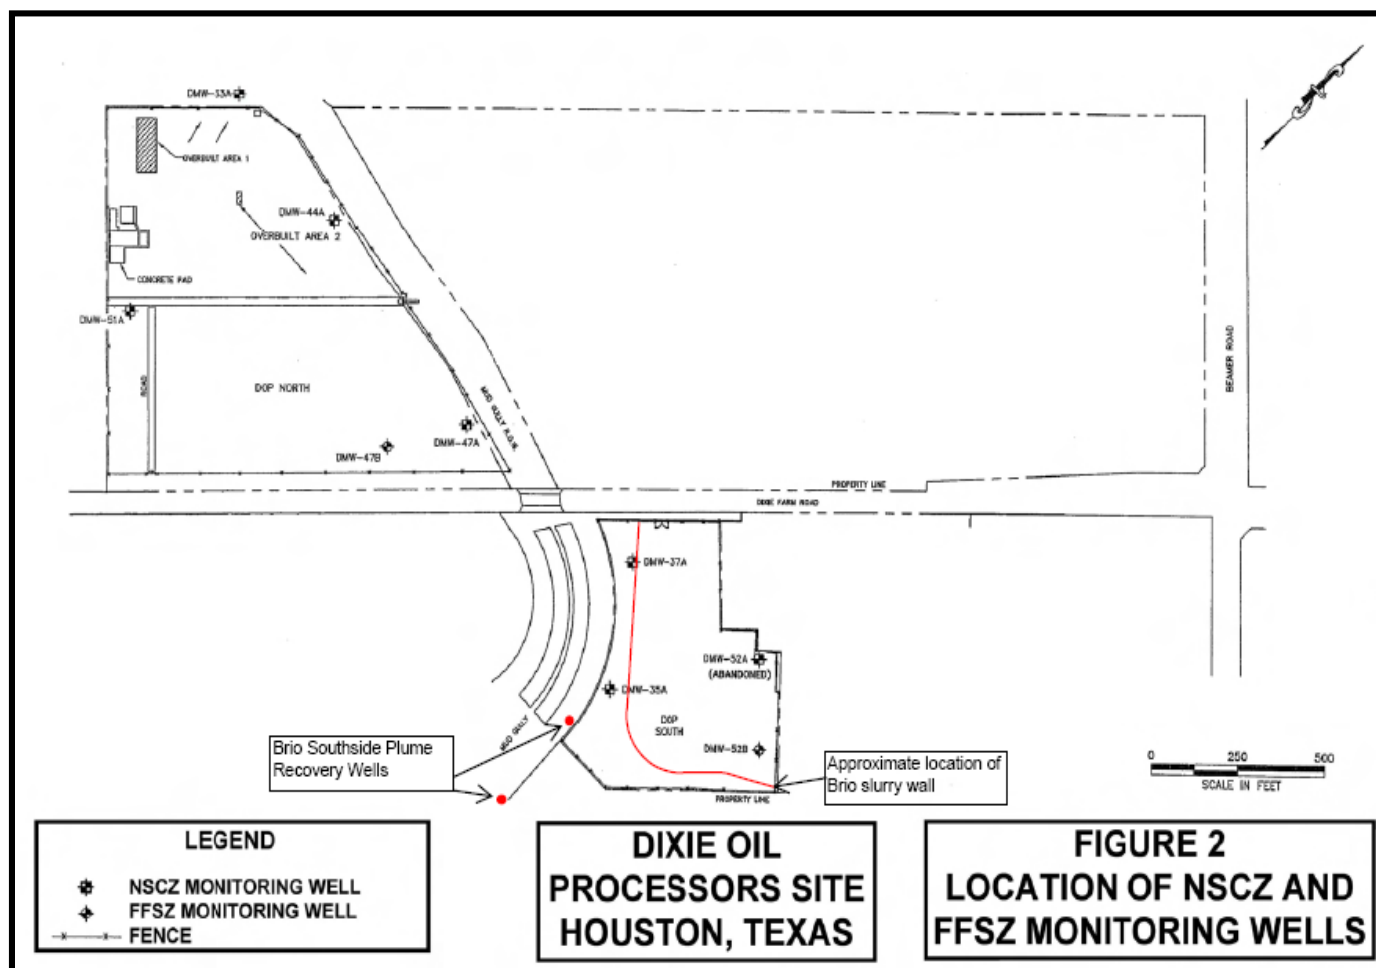 DMW-33A
OVERBUILT AREA 1
DMW-44A
OVERBUILT AREA 2
CONCRETE PAD
DMW-51A
ROAD
DOP NORTH
MUD GULLY R.O.W.
BEAMER ROAD
DMW-47A
DMW-47B
PROPERTY LINE
DIXIE FARM ROAD
DMW-37A
DMW-52A
(ABANDONED)
DMW-35A
DOP
SOUTH
MUD GULLY
DMW-52B
Brio Southside Plume
Recovery Wells
Approximate location of
Brio slurry wall
PROPERTY LINE
0 250 500
SCALE IN FEET
LEGEND
NSCZ MONITORING WELL
FFSZ MONITORING WELL
FENCE
DIXIE OIL
PROCESSORS SITE
HOUSTON, TEXAS
FIGURE 2
LOCATION OF NSCZ AND
FFSZ MONITORING WELLS